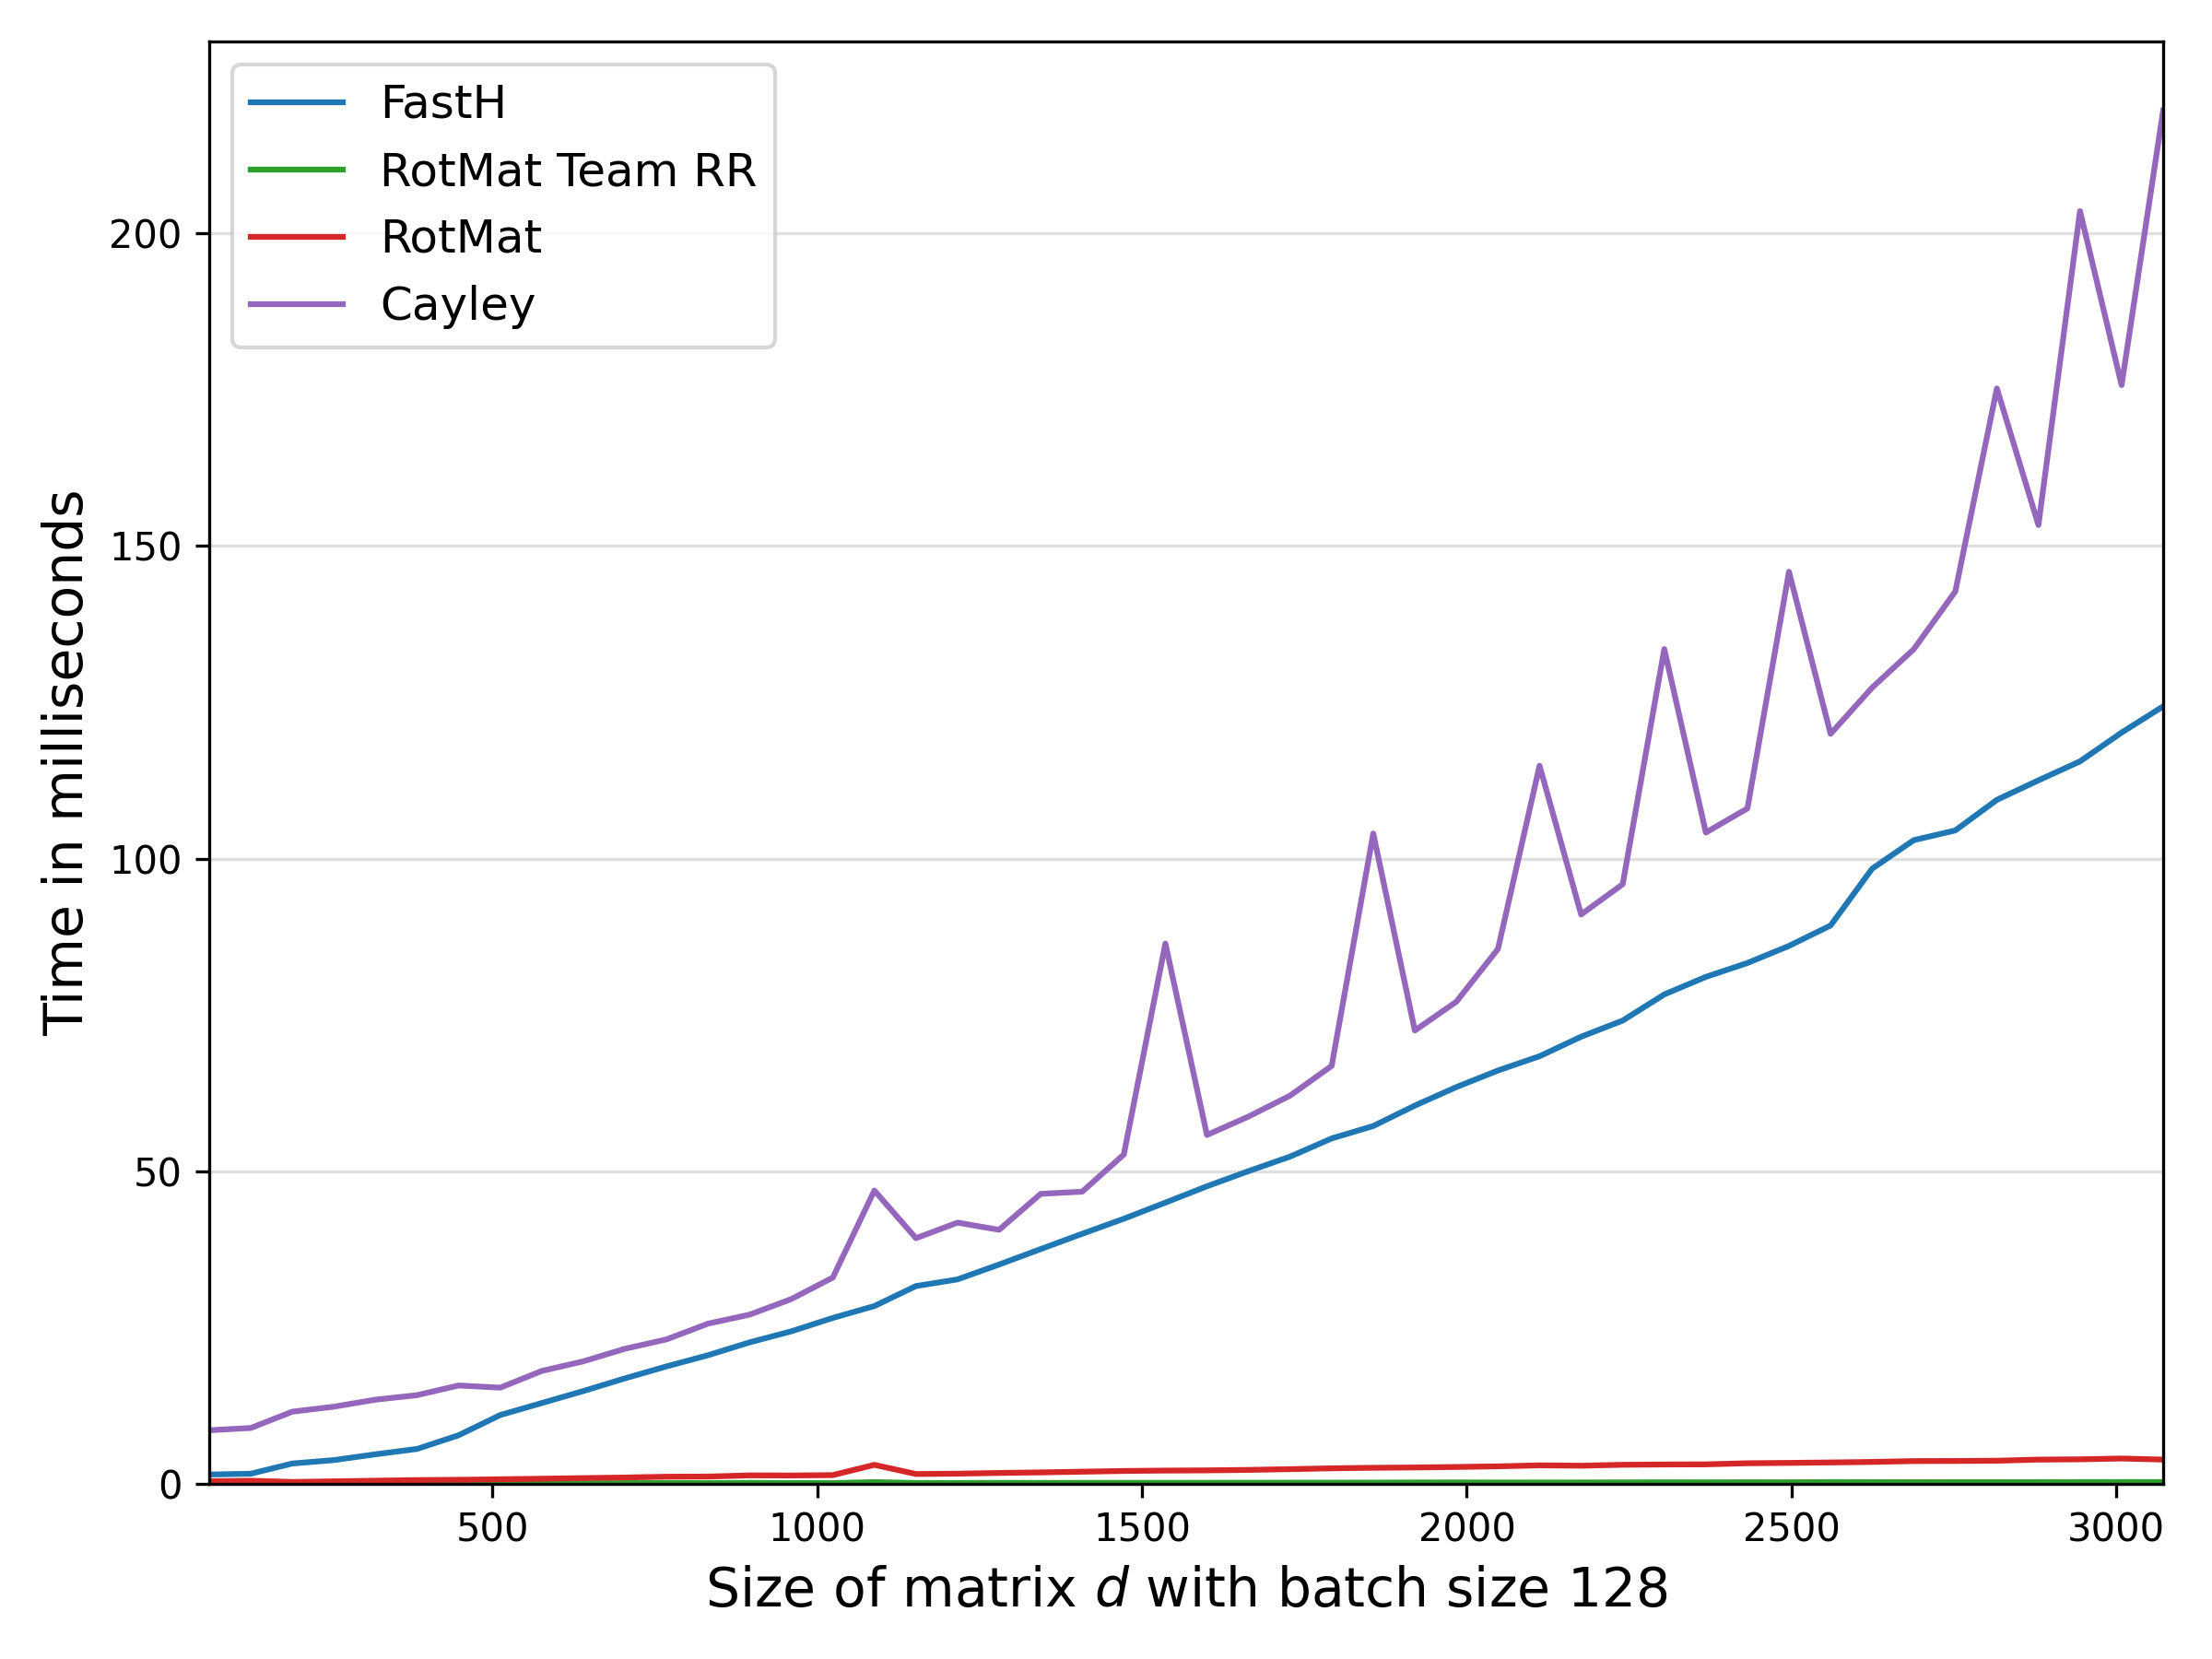 FastH
RotMat Team RR
RotMat
Cayley
Time in milliseconds
200
150
100
50
0
500 1000 1500 2000 2500 3000
Size of matrix d with batch size 128